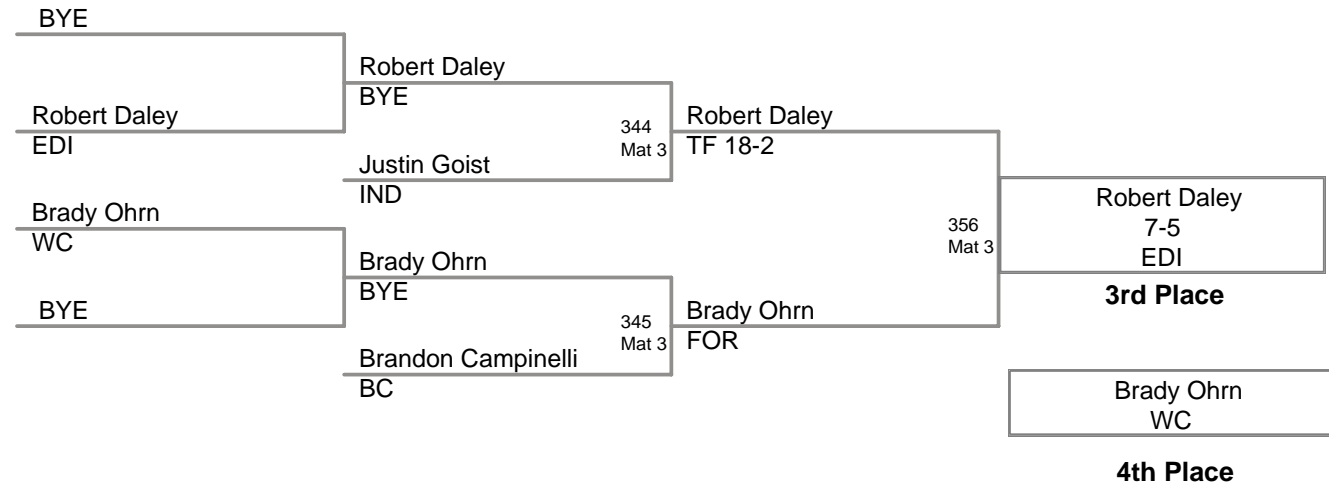 BYE
Robert Daley
EDI
Brady Ohrn
WC
BYE
Robert Daley
BYE
Justin Goist
IND
Brady Ohrn
BYE
Brandon Campinelli
BC
344
Mat 3
Robert Daley
TF 18-2
345
Mat 3
Brady Ohrn
FOR
356
Mat 3
Robert Daley
7-5
EDI
3rd Place
Brady Ohrn
WC
4th Place